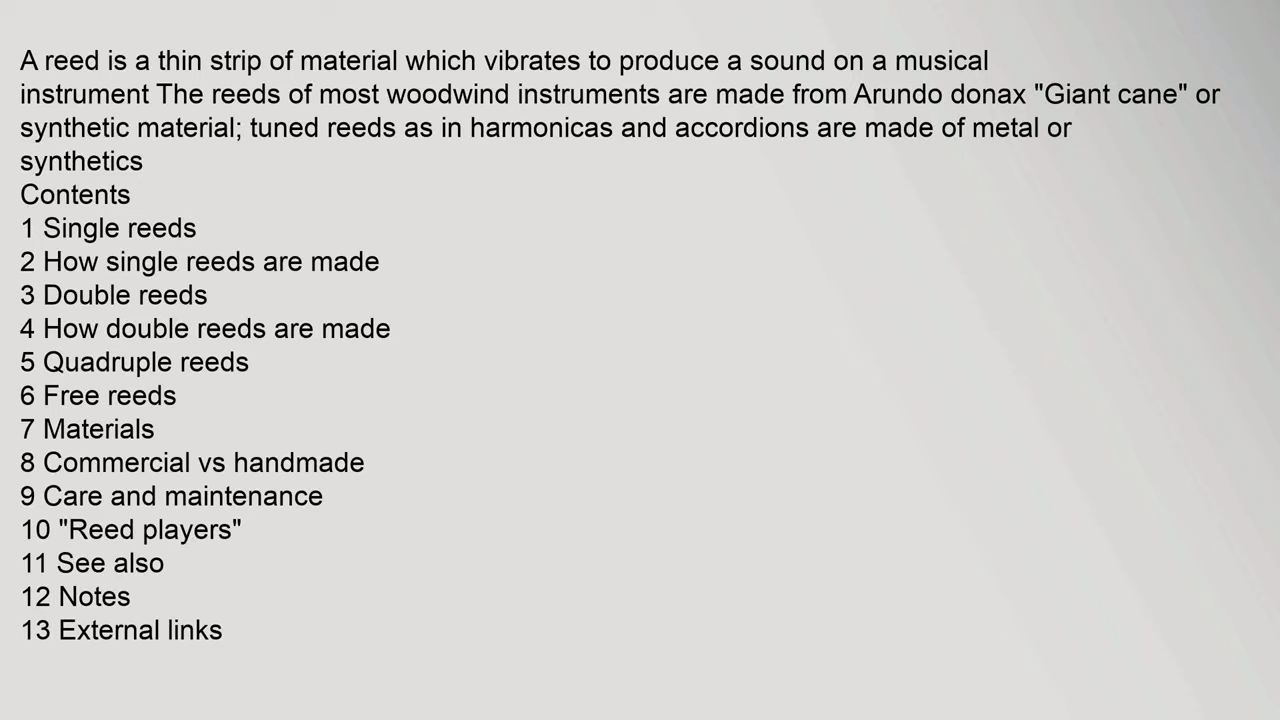 A reed is a thin strip of material which vibrates to produce a sound on a musical
instrument The reeds of most woodwind instruments are made from Arundo donax "Giant cane" or
synthetic material; tuned reeds as in harmonicas and accordions are made of metal or
synthetics
Contents
1 Single reeds
2 How single reeds are made
3 Double reeds
4 How double reeds are made
5 Quadruple reeds
6 Free reeds
7 Materials
8 Commercial vs handmade
9 Care and maintenance
10 "Reed players"
11 See also
12 Notes
13 External links